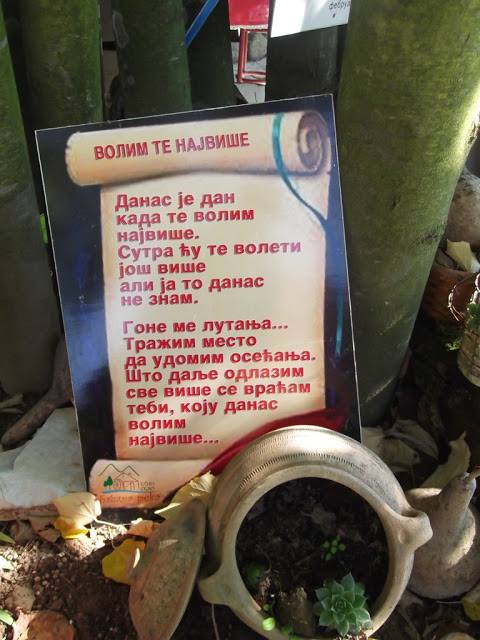 фебруа
ВОЛИМ ТЕ НАЈВИШЕ
Данас је дан
када те волим
највише.
Сутра ћу те волети
још више
али ја то данас
не знам.
Гоне ме лутања...
Тражим место
да удомим осећања.
Што даље одлазим
све више се враћам
теби, коју данас
волим
највише...